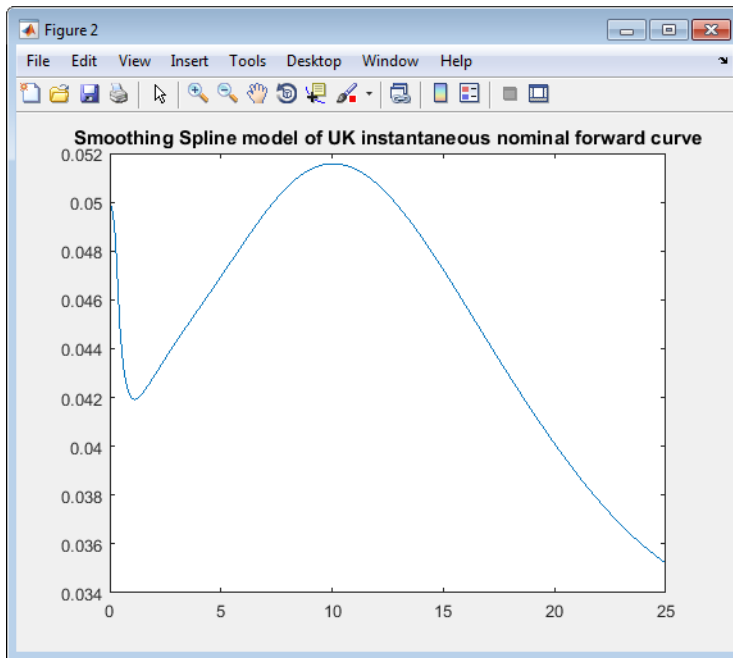 Figure 2
File Edit View Insert Tools Desktop Window Help
Smoothing Spline model of UK instantaneous nominal forward curve
0.052
0.05
0.048
0.046
0.044
0.042
0.04
0.038
0.036
0.034
0 5 10 15 20 25